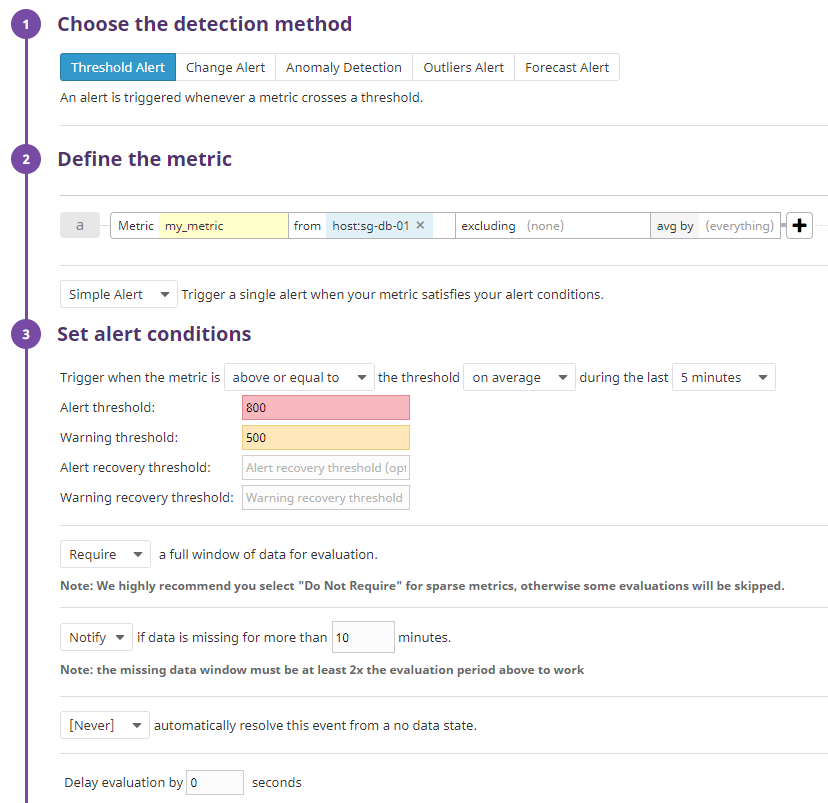 1 Choose the detection method
Threshold Alert Change Alert Anomaly Detection Outliers Alert Forecast Alert
An alert is triggered whenever a metric crosses a threshold.
2 Define the metric
a Metric my_metric from host:sg-db-01 × excluding (none) avg by (everything) +
Simple Alert Trigger a single alert when your metric satisfies your alert conditions.
3 Set alert conditions
Trigger when the metric is above or equal to the threshold on average during the last 5 minutes
Alert threshold: 800
Warning threshold: 500
Alert recovery threshold: Alert recovery threshold (opt
Warning recovery threshold: Warning recovery threshold
Require a full window of data for evaluation.
Note: We highly recommend you select "Do Not Require" for sparse metrics, otherwise some evaluations will be skipped.
Notify if data is missing for more than 10 minutes.
Note: the missing data window must be at least 2x the evaluation period above to work
[Never] automatically resolve this event from a no data state.
Delay evaluation by 0 seconds